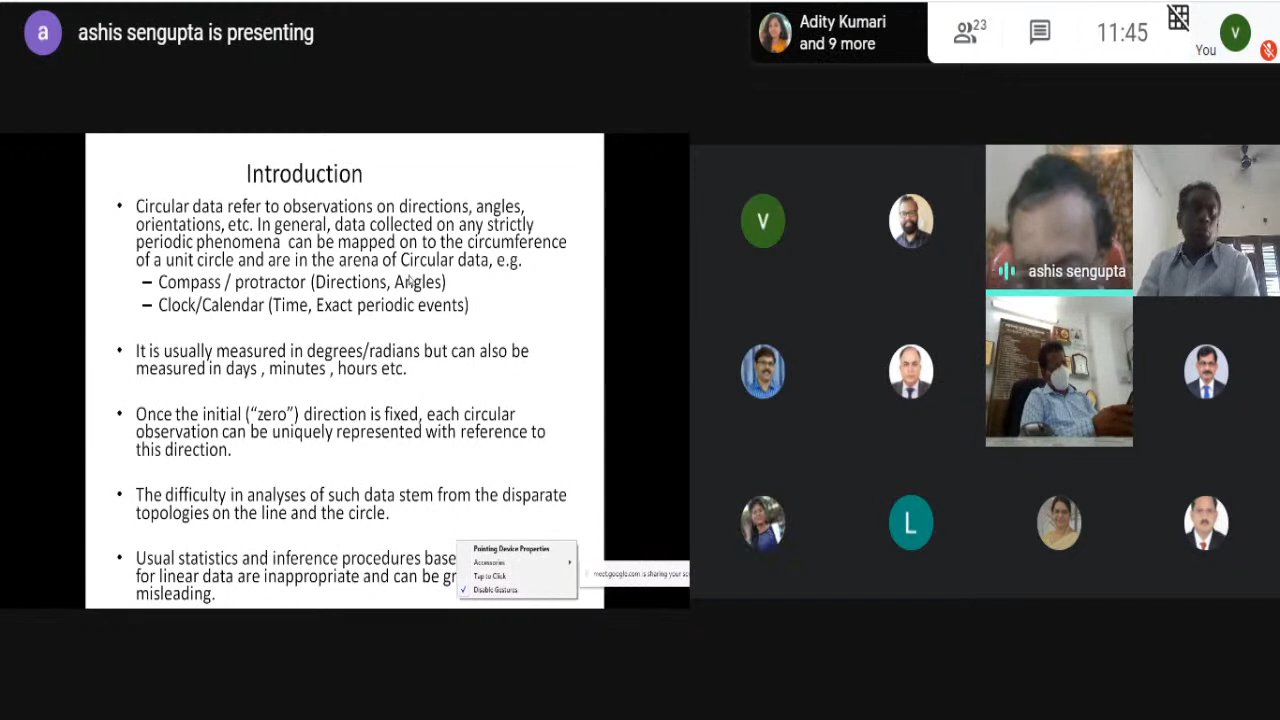 a
ashis sengupta is presenting
Adity Kumari
and 9 more
23
11:45
You
V
Introduction
• Circular data refer to observations on directions, angles,
orientations, etc. In general, data collected on any strictly
periodic phenomena can be mapped on to the circumference
of a unit circle and are in the arena of Circular data, e.g.
– Compass / protractor (Directions, Angles)
– Clock/Calendar (Time, Exact periodic events)
• It is usually measured in degrees/radians but can also be
measured in days , minutes , hours etc.
• Once the initial (“zero”) direction is fixed, each circular
observation can be uniquely represented with reference to
this direction.
• The difficulty in analyses of such data stem from the disparate
topologies on the line and the circle.
• Usual statistics and inference procedures
for linear data are inappropriate and can be
misleading.
Pointing Device Properties
Accessories
Tap to Click
Disable Gestures
meet.google.com is sharing your
V
ashis sengupta
L